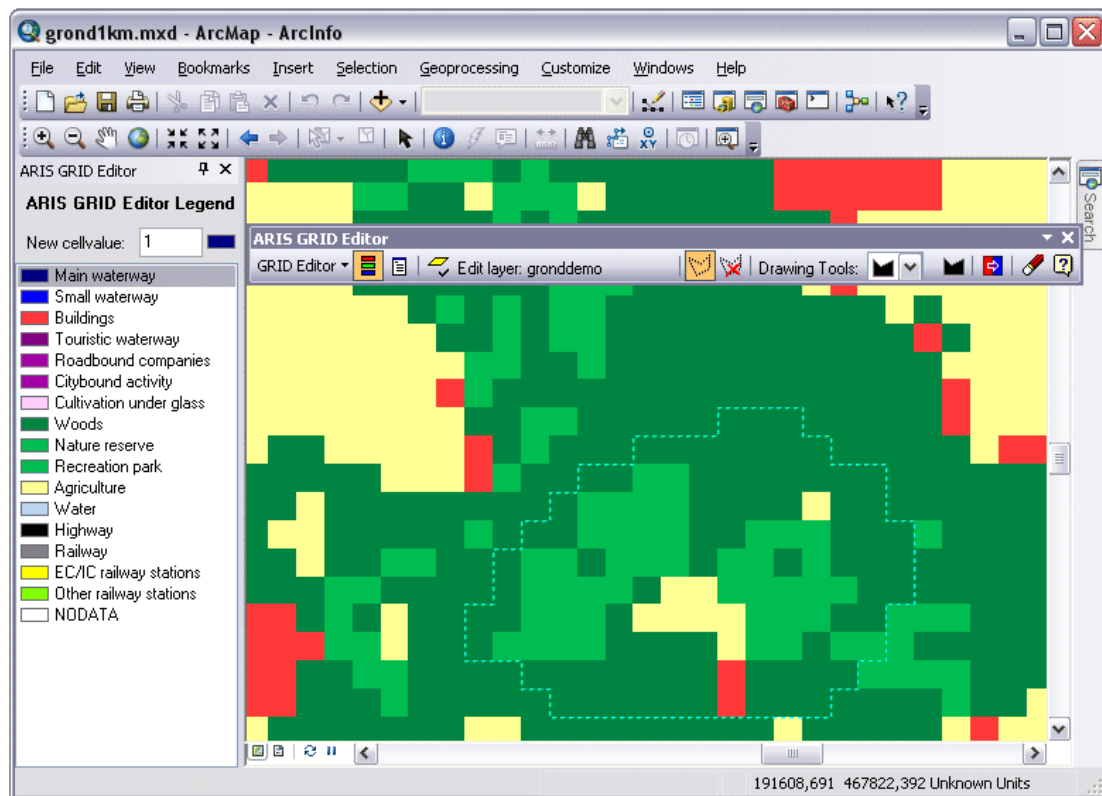 grond1km.mxd - ArcMap - ArcInfo
File Edit View Bookmarks Insert Selection Geoprocessing Customize Windows Help
ARIS GRID Editor
ARIS GRID Editor Legend
New cellvalue: 1
Main waterway
Small waterway
Buildings
Touristic waterway
Roadbound companies
Citybound activity
Cultivation under glass
Woods
Nature reserve
Recreation park
Agriculture
Water
Highway
Railway
EC/IC railway stations
Other railway stations
NODATA
ARIS GRID Editor
GRID Editor Edit layer: gronddemo Drawing Tools:
Search
191608,691 467822,392 Unknown Units